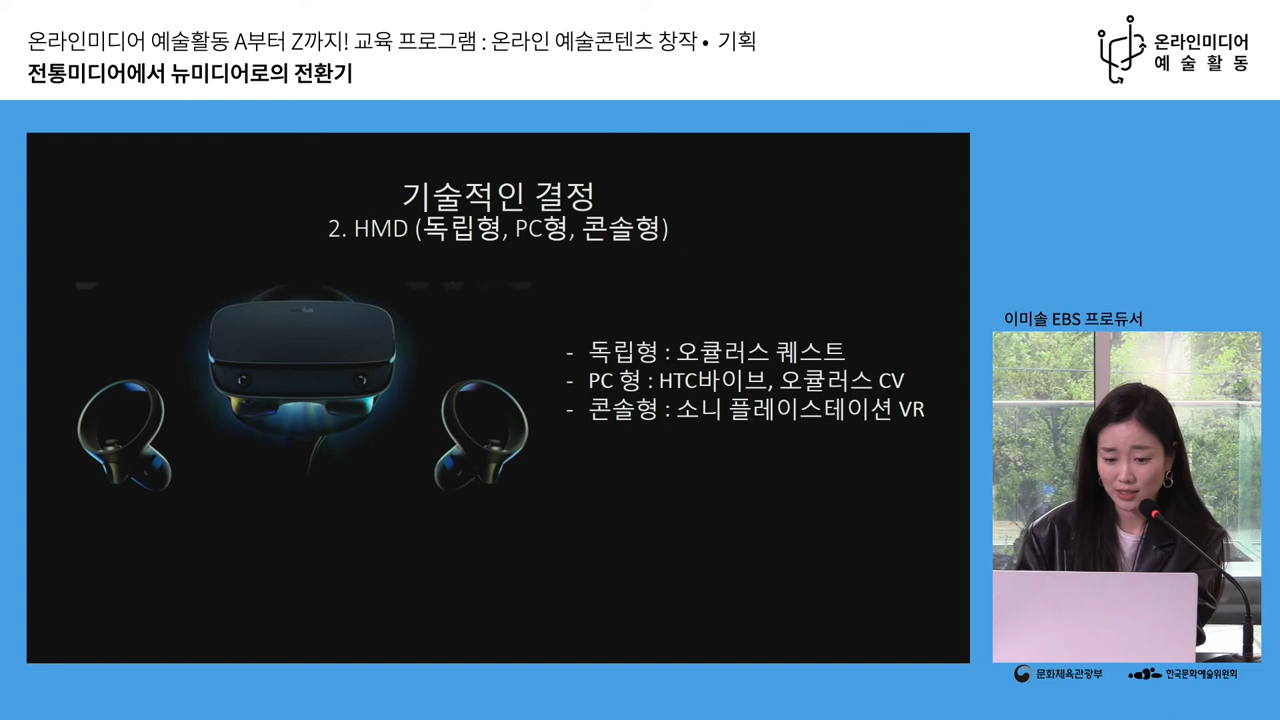 온라인미디어 예술활동 A부터 Z까지! 교육 프로그램 : 온라인 예술콘텐츠 창작 • 기획
전통미디어에서 뉴미디어로의 전환기
온라인미디어
예술활동
기술적인 결정
2. HMD (독립형, PC형, 콘솔형)
- 독립형 : 오큘러스 퀘스트
- PC 형 : HTC바이브, 오큘러스 CV
- 콘솔형 : 소니 플레이스테이션 VR
이미솔 EBS 프로듀서
문화체육관광부
한국문화예술위원회